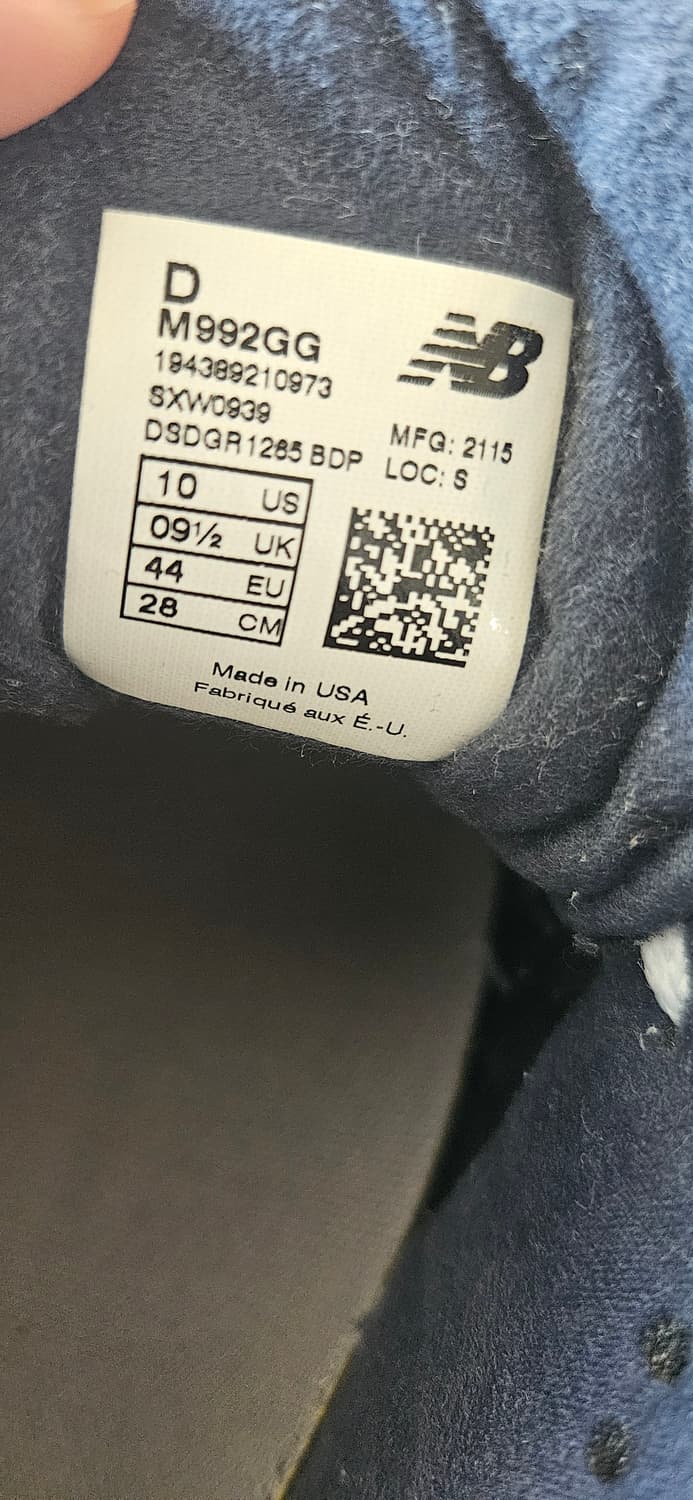 D
M992GG
194389210973
SXW0939
DSDGR1265 BDP
NB
MFG: 2115
LOC: S
10 US
09½ UK
44 EU
28 CM
Made in USA
Fabriqué aux É.-U.